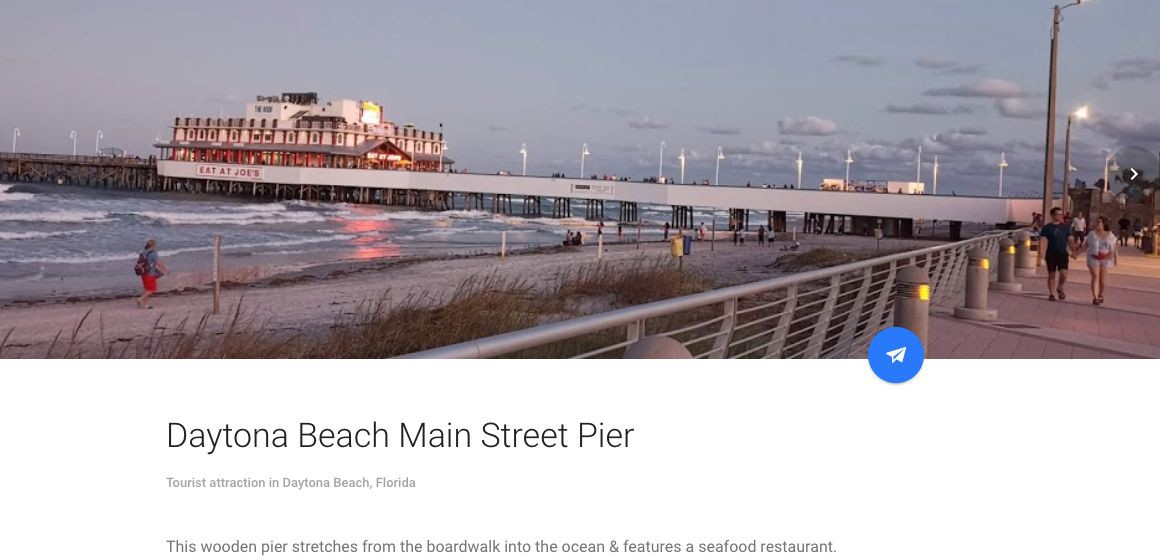 THE ROOF
EAT AT JOE'S
Daytona Beach Main Street Pier
Tourist attraction in Daytona Beach, Florida
This wooden pier stretches from the boardwalk into the ocean & features a seafood restaurant.